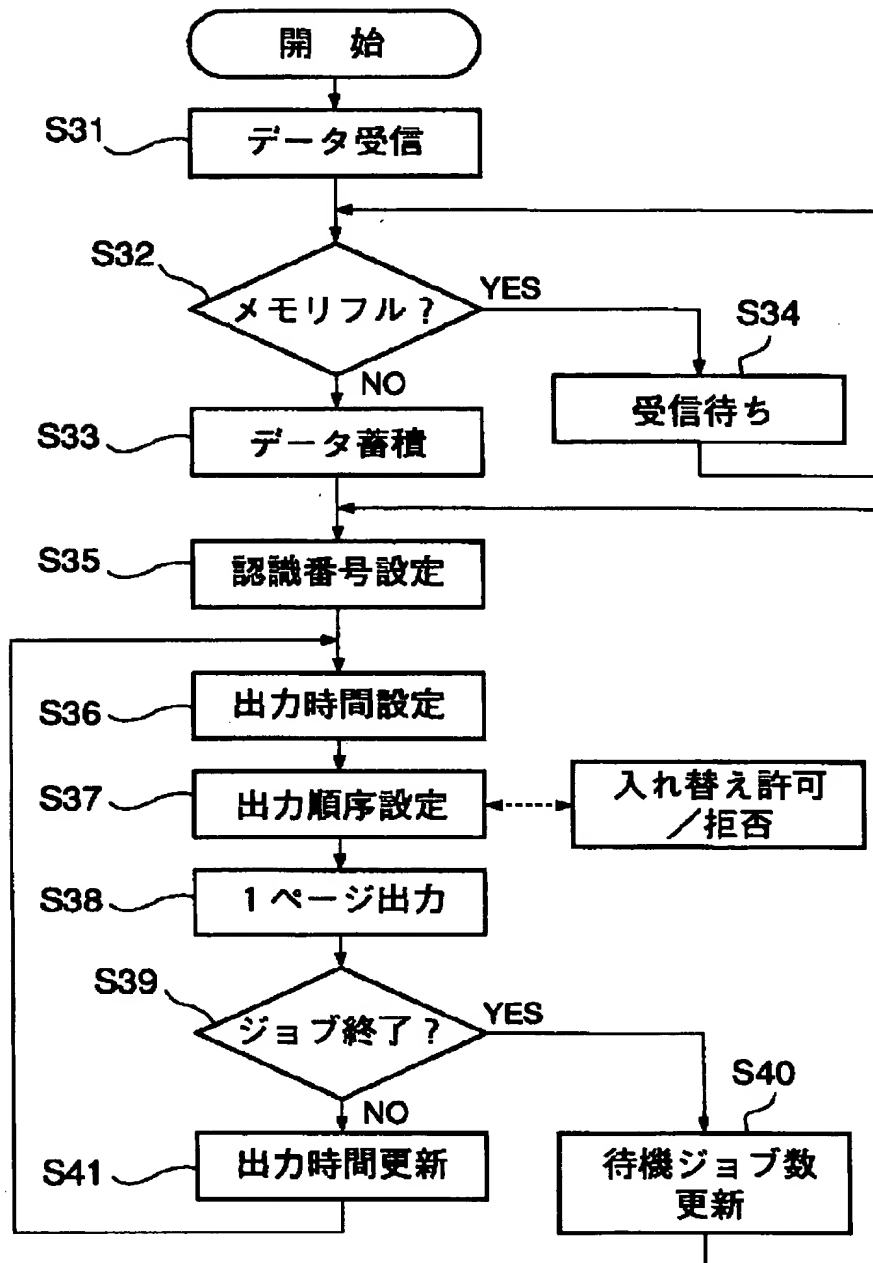 開 始
S31
データ受信
S32
メモリフル?
YES
NO
S34
受信待ち
S33
データ蓄積
S35
認識番号設定
S36
出力時間設定
S37
出力順序設定
入れ替え許可
/拒否
S38
1ページ出力
S39
ジョブ終了?
YES
NO
S40
待機ジョブ数
更新
S41
出力時間更新